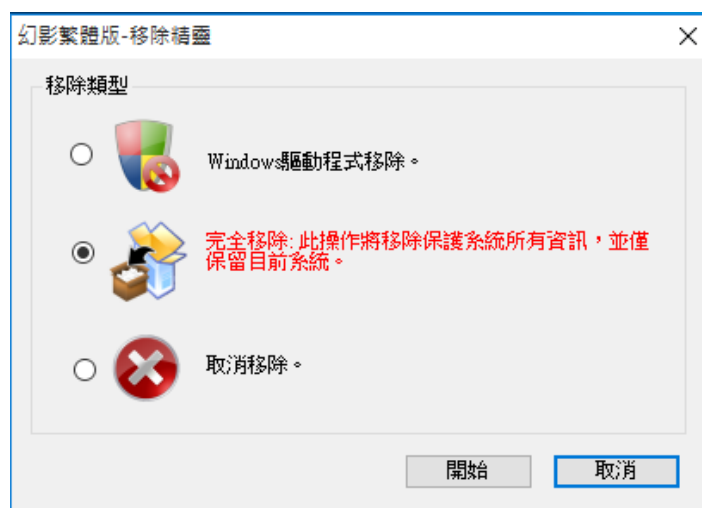 幻影繁體版-移除精靈
移除類型
Windows驅動程式移除。
完全移除: 此操作將移除保護系統所有資訊，並僅
保留目前系統。
取消移除。
開始
取消